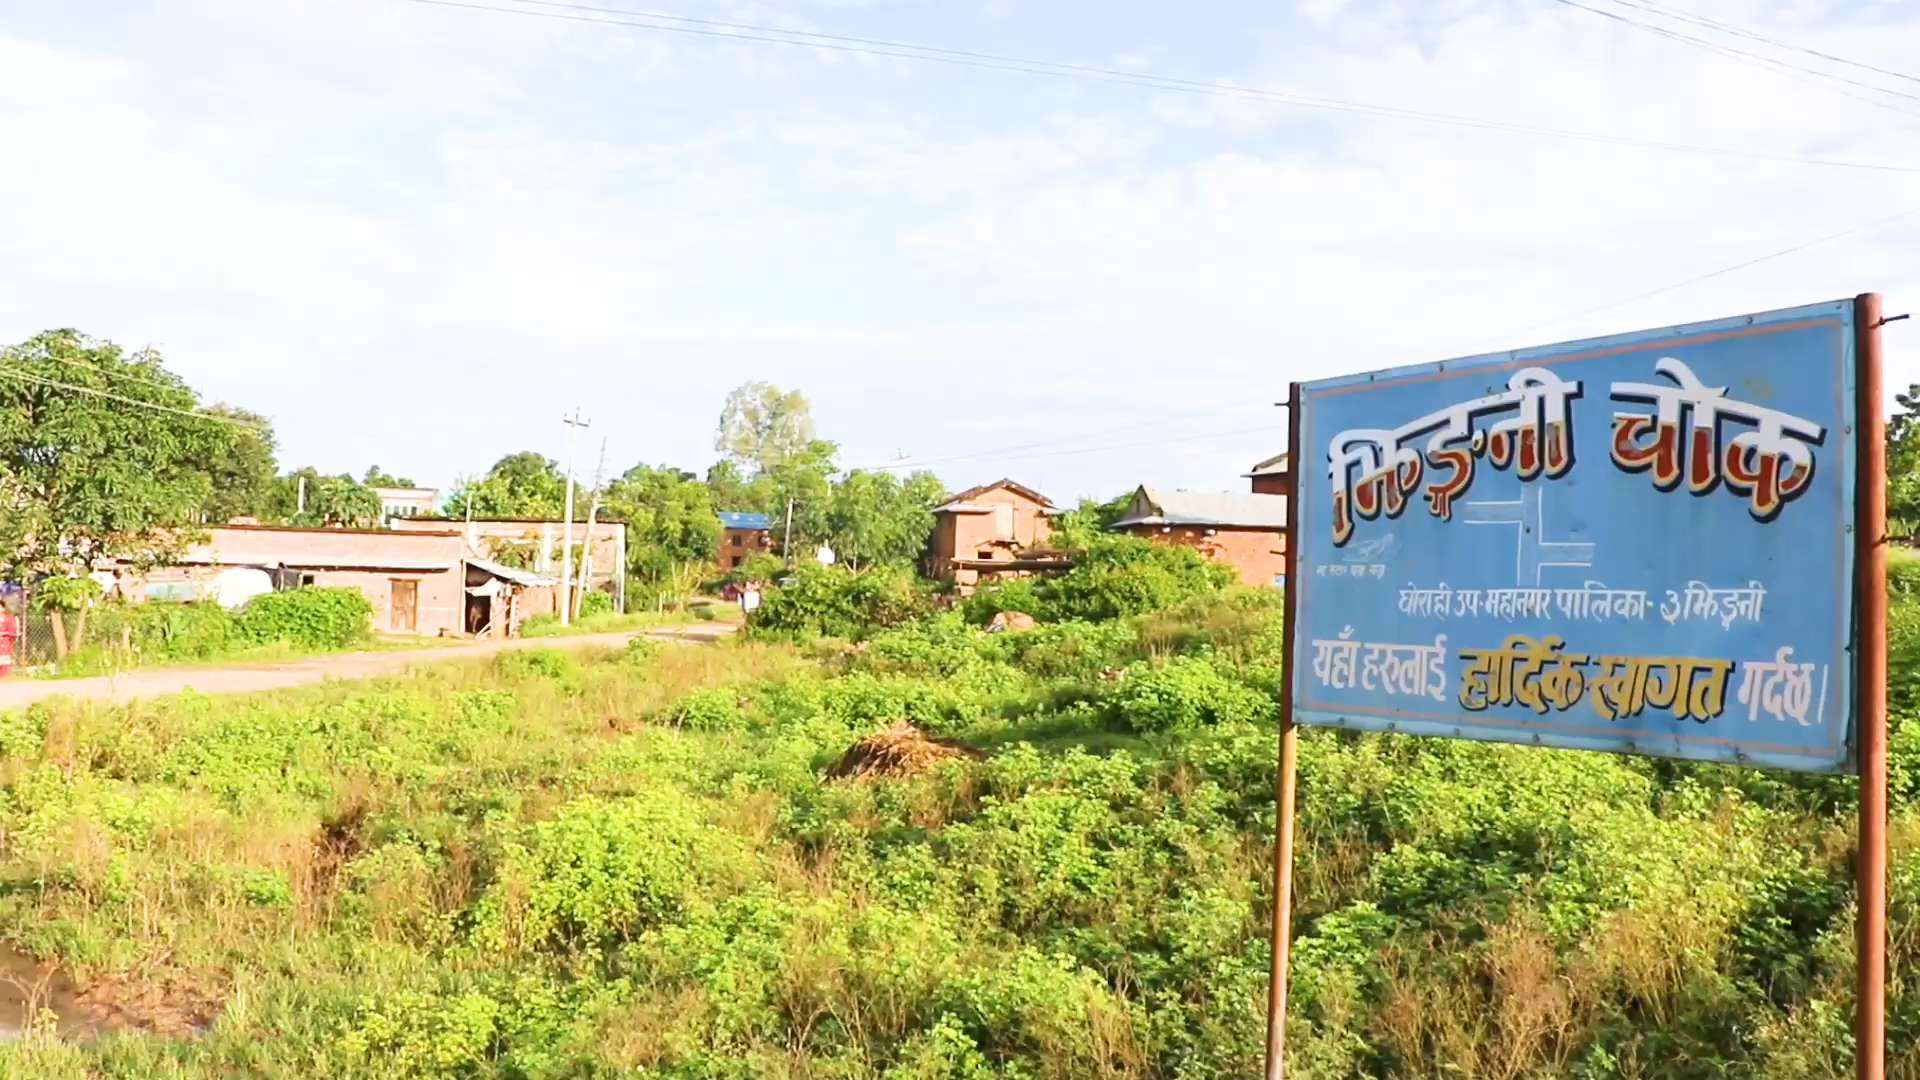 झिङ्नी चोक
घोराही उप-महानगर पालिका-३ झिङ्नी
यहाँ हरुलाई हार्दिक स्वागत गर्दछ।